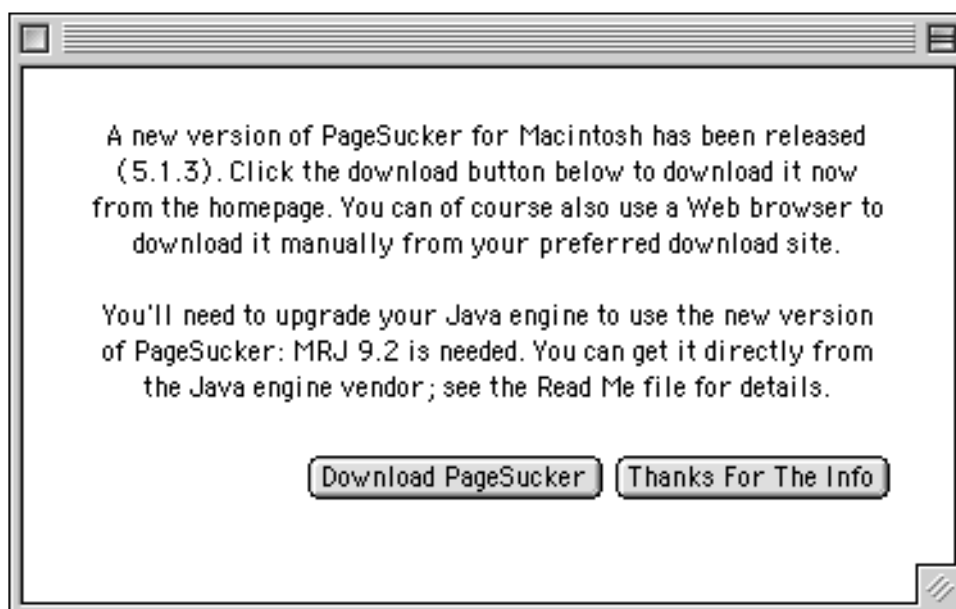 A new version of PageSucker for Macintosh has been released
(5.1.3). Click the download button below to download it now
from the homepage. You can of course also use a Web browser to
download it manually from your preferred download site.
You'll need to upgrade your Java engine to use the new version
of PageSucker: MRJ 9.2 is needed. You can get it directly from
the Java engine vendor; see the Read Me file for details.
Download PageSucker
Thanks For The Info